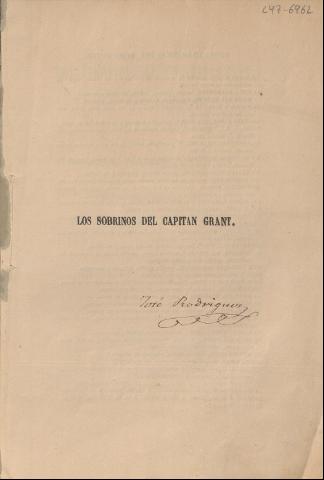 L47-6962
LOS SOBRINOS DEL CAPITAN GRANT.
José Rodriguez